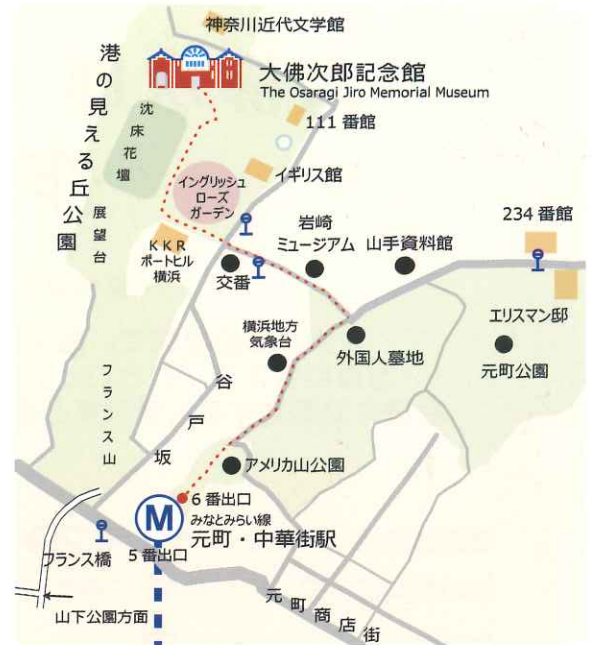 神奈川近代文学館
大佛次郎記念館
The Osaragi Jiro Memorial Museum
港の見える丘公園
沈床花壇
111番館
イギリス館
イングリッシュ
ローズ
ガーデン
展望台
KKR
ポートヒル
横浜
交番
岩崎
ミュージアム
山手資料館
234番館
エリスマン邸
元町公園
外国人墓地
横浜地方
気象台
谷戸坂
フランス山
アメリカ山公園
6番出口
M
みなとみらい線
元町・中華街駅
5番出口
フランス橋
山下公園方面
元町商店街